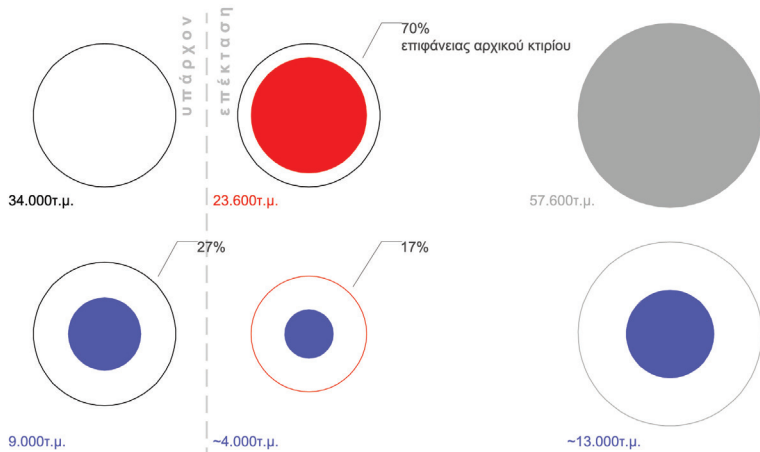 υπάρχον
επέκταση
70%
επιφάνειας αρχικού κτιρίου
34.000τ.μ.
23.600τ.μ.
57.600τ.μ.
27%
17%
9.000τ.μ.
~4.000τ.μ.
~13.000τ.μ.